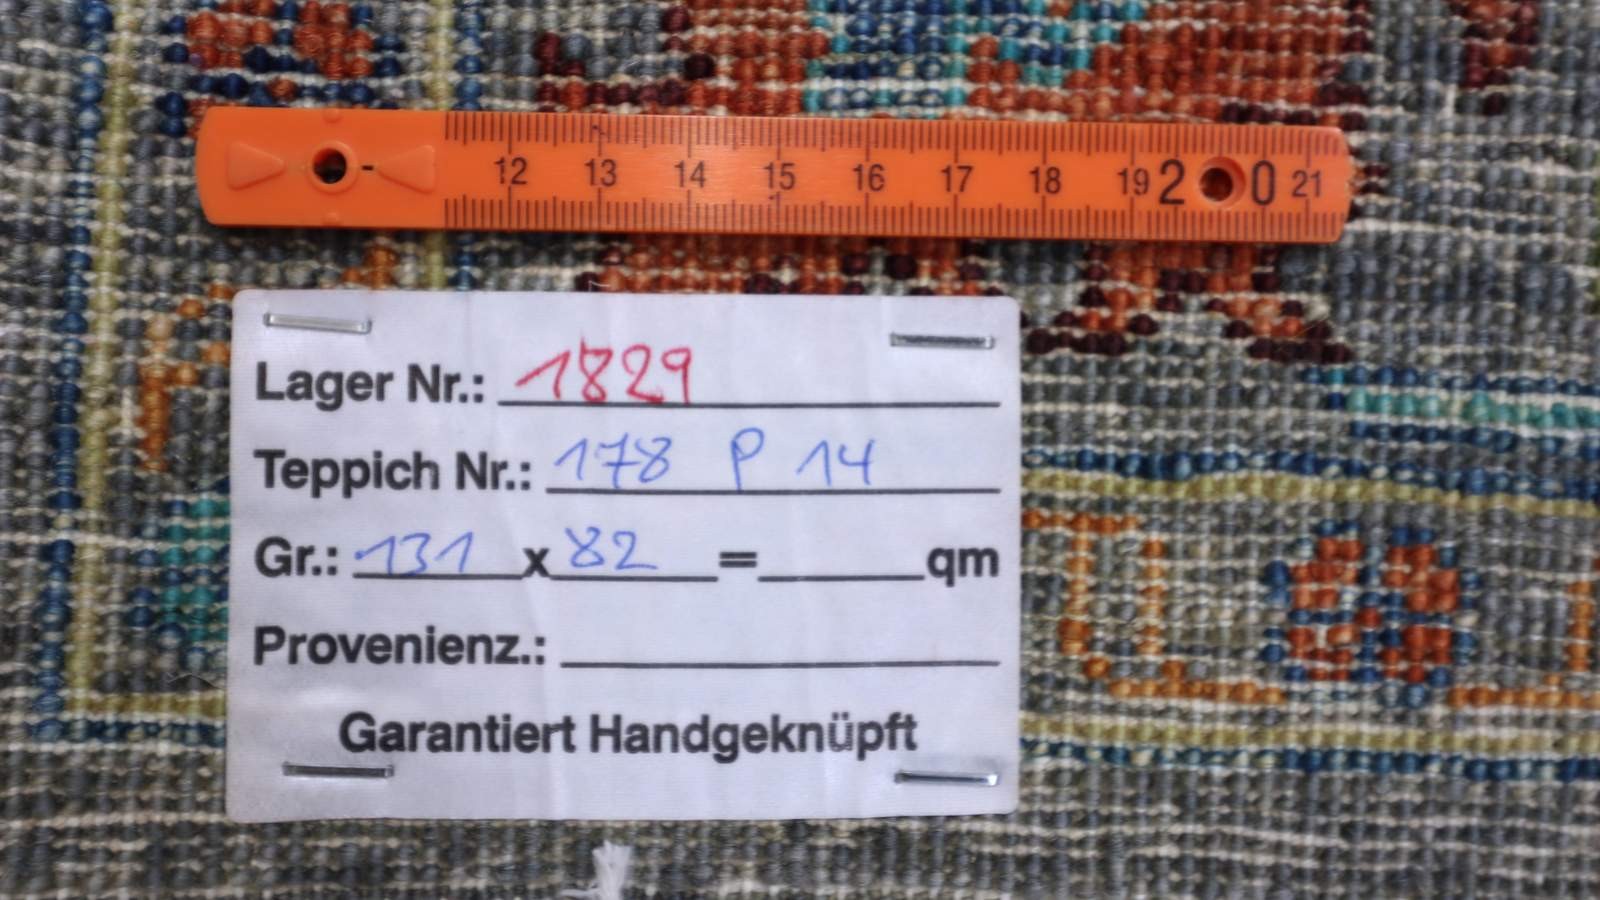 12 13 14 15 16 17 18 19 20 21
Lager Nr.: 1829
Teppich Nr.: 178 P 14
Gr.: 131 x 82 = qm
Provenienz.:
Garantiert Handgeknüpft